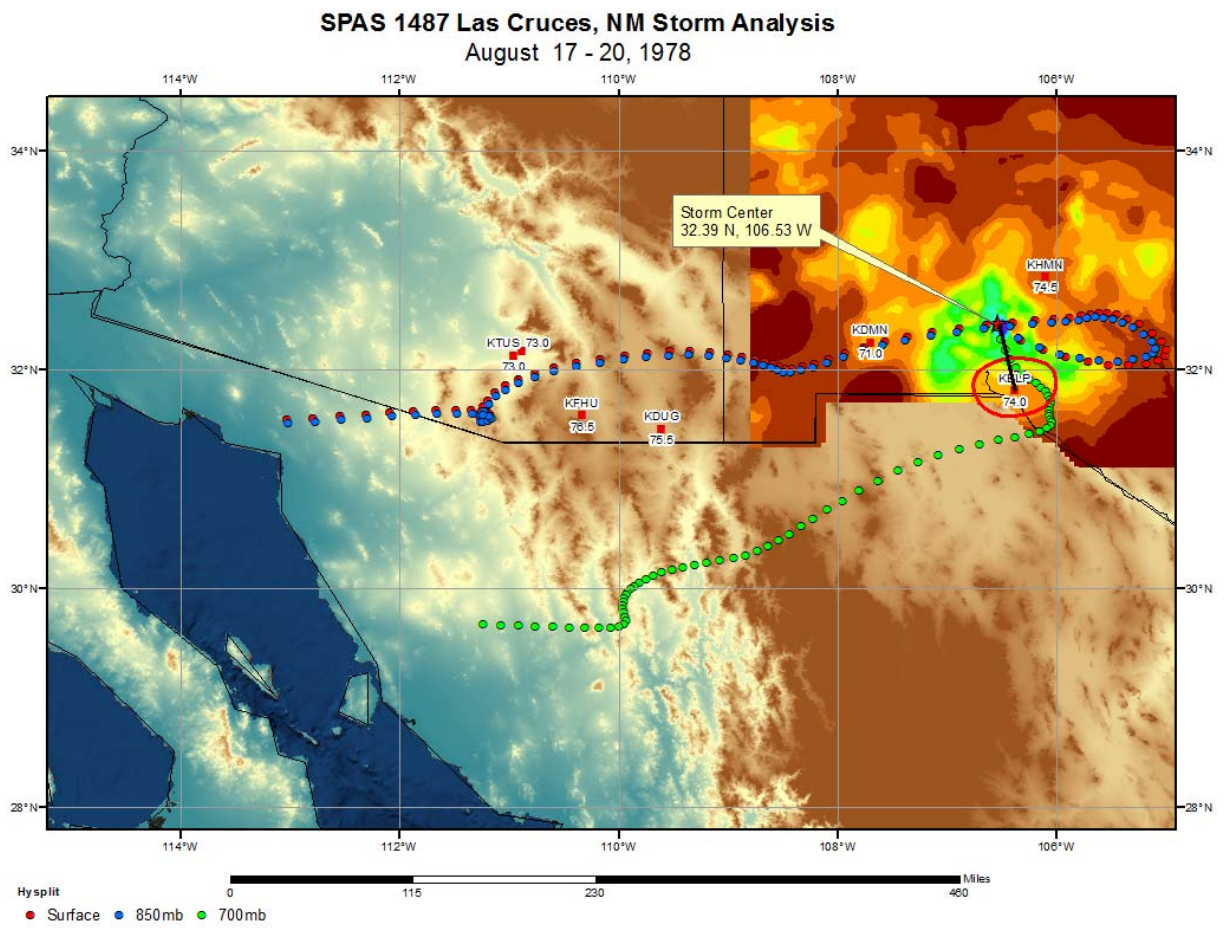 SPAS 1487 Las Cruces, NM Storm Analysis
August 17 - 20, 1978
114°W 112°W 110°W 108°W 106°W
34°N 34°N
Storm Center
32.39 N, 106.53 W
KHMN
74.5
KDMN
71.0
KTUS 73.0
73.0
32°N 32°N
KELP
74.0
KFHU
76.5
KDUG
75.5
30°N 30°N
28°N 28°N
114°W 112°W 110°W 108°W 106°W
Miles
0 115 230 460
Hysplit
Surface 850mb 700mb